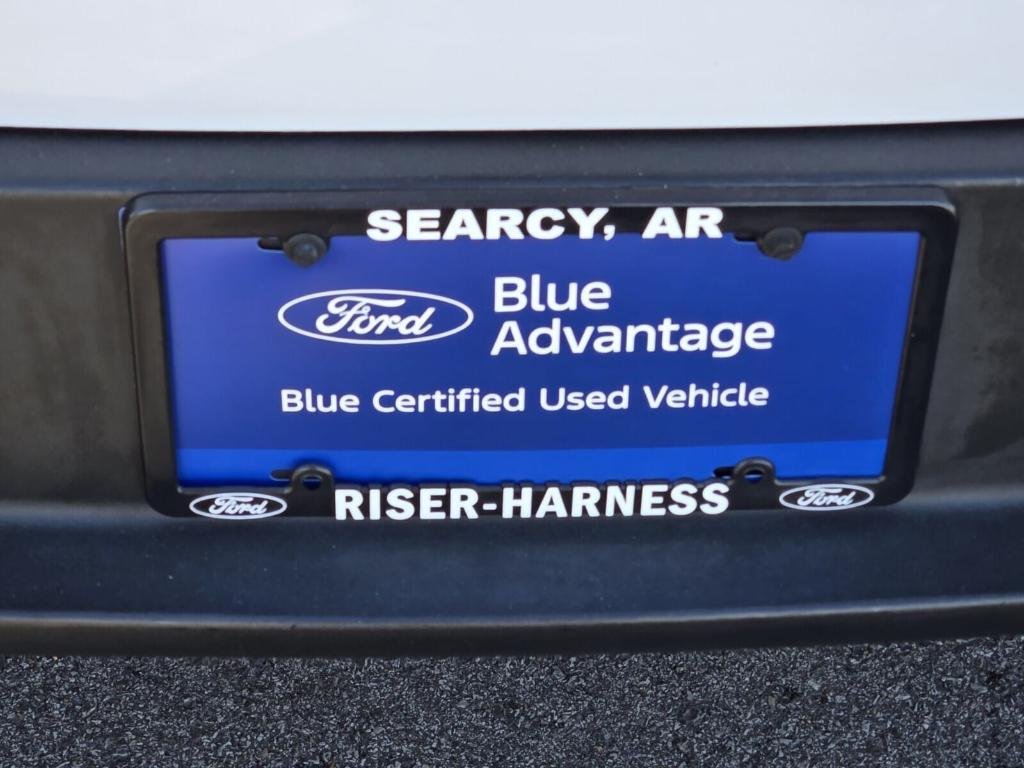 SEARCY, AR
Ford
Blue
Advantage
Blue Certified Used Vehicle
Ford RISER-HARNESS Ford